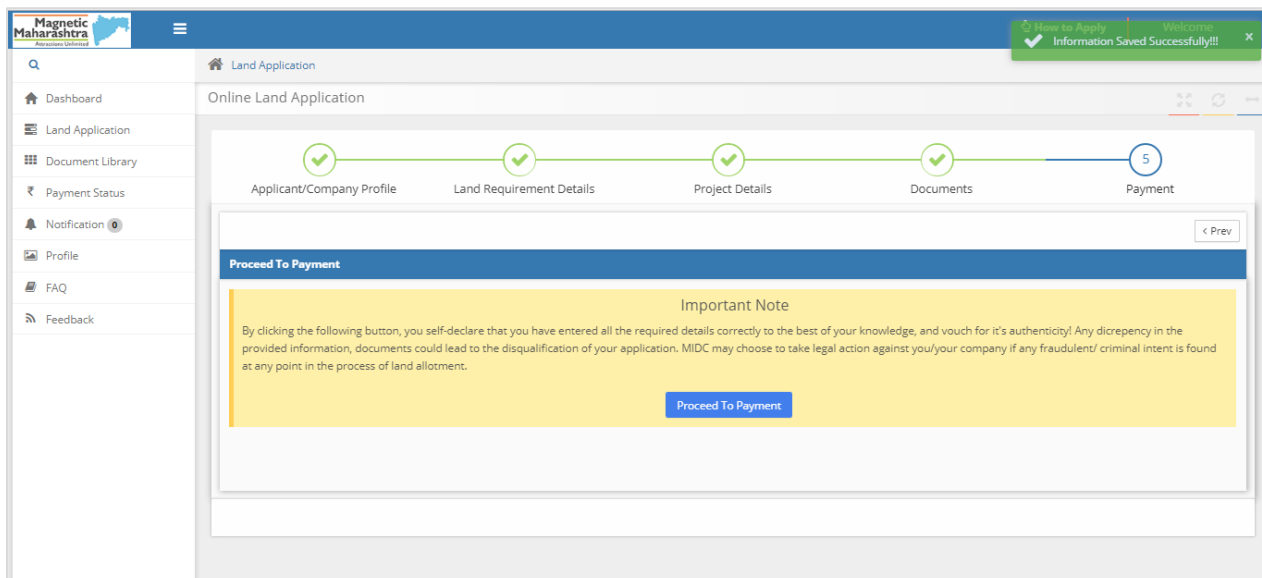 Magnetic
Maharashtra
Attractions Unlimited
How to Apply
Welcome
Information Saved Successfully!!!
×
Land Application
Dashboard
Land Application
Document Library
₹ Payment Status
Notification 0
Profile
FAQ
Feedback
Online Land Application
5
Applicant/Company Profile
Land Requirement Details
Project Details
Documents
Payment
< Prev
Proceed To Payment
Important Note
By clicking the following button, you self-declare that you have entered all the required details correctly to the best of your knowledge, and vouch for it's authenticity! Any dicrepency in the
provided information, documents could lead to the disqualification of your application. MIDC may choose to take legal action against you/your company if any fraudulent/ criminal intent is found
at any point in the process of land allotment.
Proceed To Payment